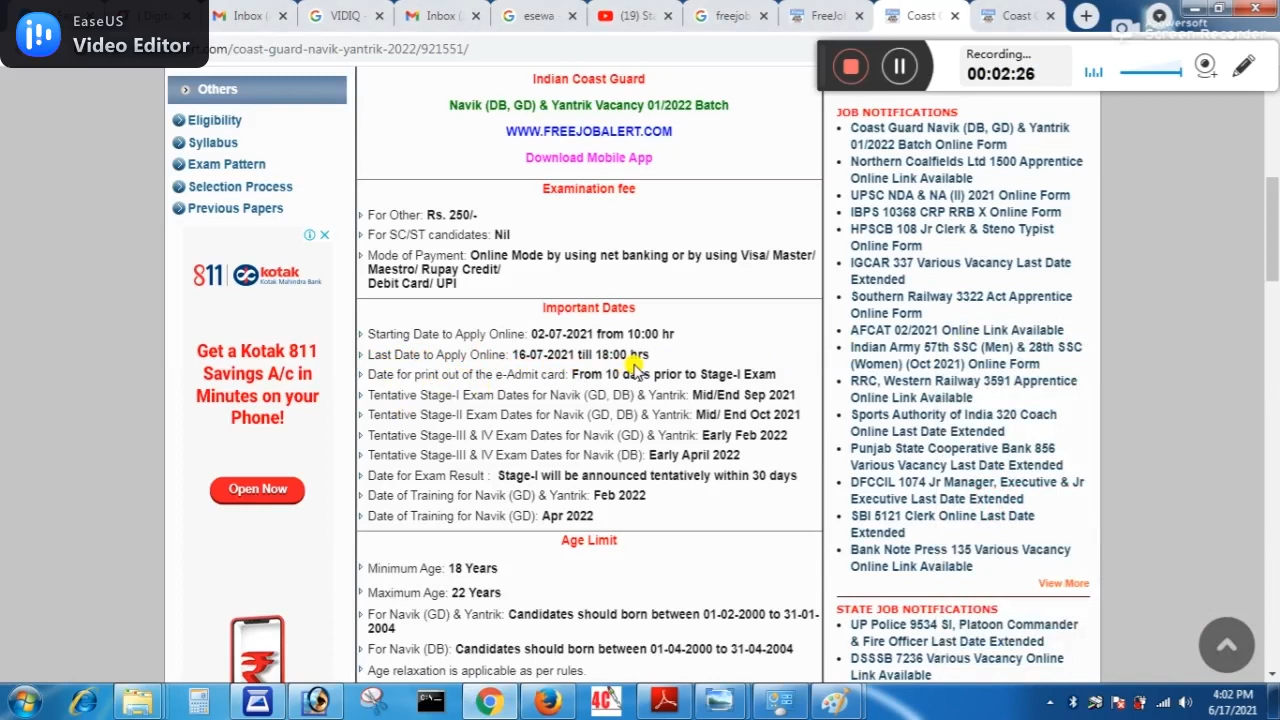 EaseUS
Video Editor
Inbox (
VIDIQ -
Inbox (
esewa
(19) St
freejob
FreeJol
Coast G
Coast G
rt.com/coast-guard-navik-yantrik-2022/921551/
Apowersoft
Screen Recorder
Recording...
00:02:26
Others
Eligibility
Syllabus
Exam Pattern
Selection Process
Previous Papers
811 kotak
Kotak Mahindra Bank
Get a Kotak 811
Savings A/c in
Minutes on your
Phone!
Open Now
Indian Coast Guard
Navik (DB, GD) & Yantrik Vacancy 01/2022 Batch
WWW.FREEJOBALERT.COM
Download Mobile App
Examination fee
For Other: Rs. 250/-
For SC/ST candidates: Nil
Mode of Payment: Online Mode by using net banking or by using Visa/ Master/
Maestro/ Rupay Credit/
Debit Card/ UPI
Important Dates
Starting Date to Apply Online: 02-07-2021 from 10:00 hr
Last Date to Apply Online: 16-07-2021 till 18:00 hrs
Date for print out of the e-Admit card: From 10 days prior to Stage-I Exam
Tentative Stage-I Exam Dates for Navik (GD, DB) & Yantrik: Mid/End Sep 2021
Tentative Stage-II Exam Dates for Navik (GD, DB) & Yantrik: Mid/ End Oct 2021
Tentative Stage-III & IV Exam Dates for Navik (GD) & Yantrik: Early Feb 2022
Tentative Stage-III & IV Exam Dates for Navik (DB): Early April 2022
Date for Exam Result : Stage-I will be announced tentatively within 30 days
Date of Training for Navik (GD) & Yantrik: Feb 2022
Date of Training for Navik (GD): Apr 2022
Age Limit
Minimum Age: 18 Years
Maximum Age: 22 Years
For Navik (GD) & Yantrik: Candidates should born between 01-02-2000 to 31-01-
2004
For Navik (DB): Candidates should born between 01-04-2000 to 31-04-2004
Age relaxation is applicable as per rules.
JOB NOTIFICATIONS
Coast Guard Navik (DB, GD) & Yantrik
01/2022 Batch Online Form
Northern Coalfields Ltd 1500 Apprentice
Online Link Available
UPSC NDA & NA (II) 2021 Online Form
IBPS 10368 CRP RRB X Online Form
HPSCB 108 Jr Clerk & Steno Typist
Online Form
IGCAR 337 Various Vacancy Last Date
Extended
Southern Railway 3322 Act Apprentice
Online Form
AFCAT 02/2021 Online Link Available
Indian Army 57th SSC (Men) & 28th SSC
(Women) (Oct 2021) Online Form
RRC, Western Railway 3591 Apprentice
Online Link Available
Sports Authority of India 320 Coach
Online Last Date Extended
Punjab State Cooperative Bank 856
Various Vacancy Last Date Extended
DFCCIL 1074 Jr Manager, Executive & Jr
Executive Last Date Extended
SBI 5121 Clerk Online Last Date
Extended
Bank Note Press 135 Various Vacancy
Online Link Available
View More
STATE JOB NOTIFICATIONS
UP Police 9534 SI, Platoon Commander
& Fire Officer Last Date Extended
DSSSB 7236 Various Vacancy Online
Link Available
4:02 PM
6/17/2021